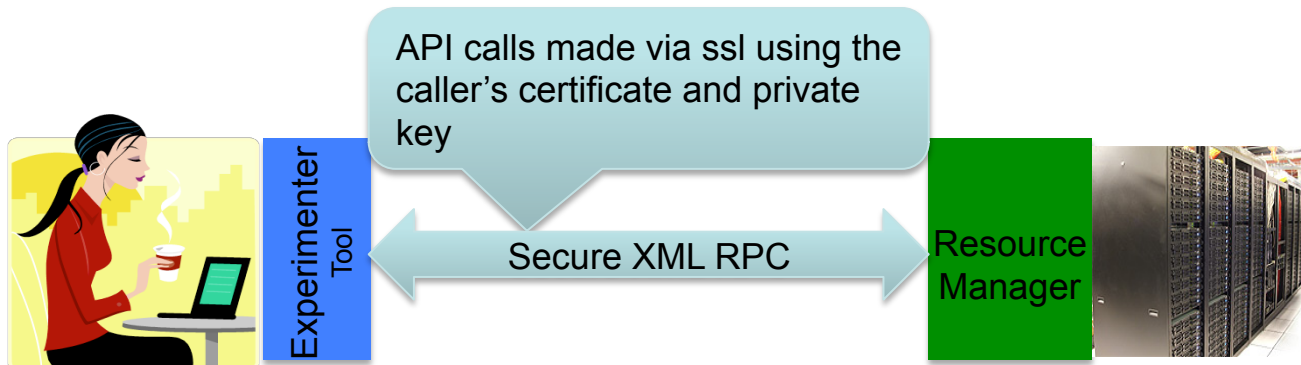 API calls made via ssl using the
caller’s certificate and private
key
Experimenter
Tool
Secure XML RPC
Resource
Manager